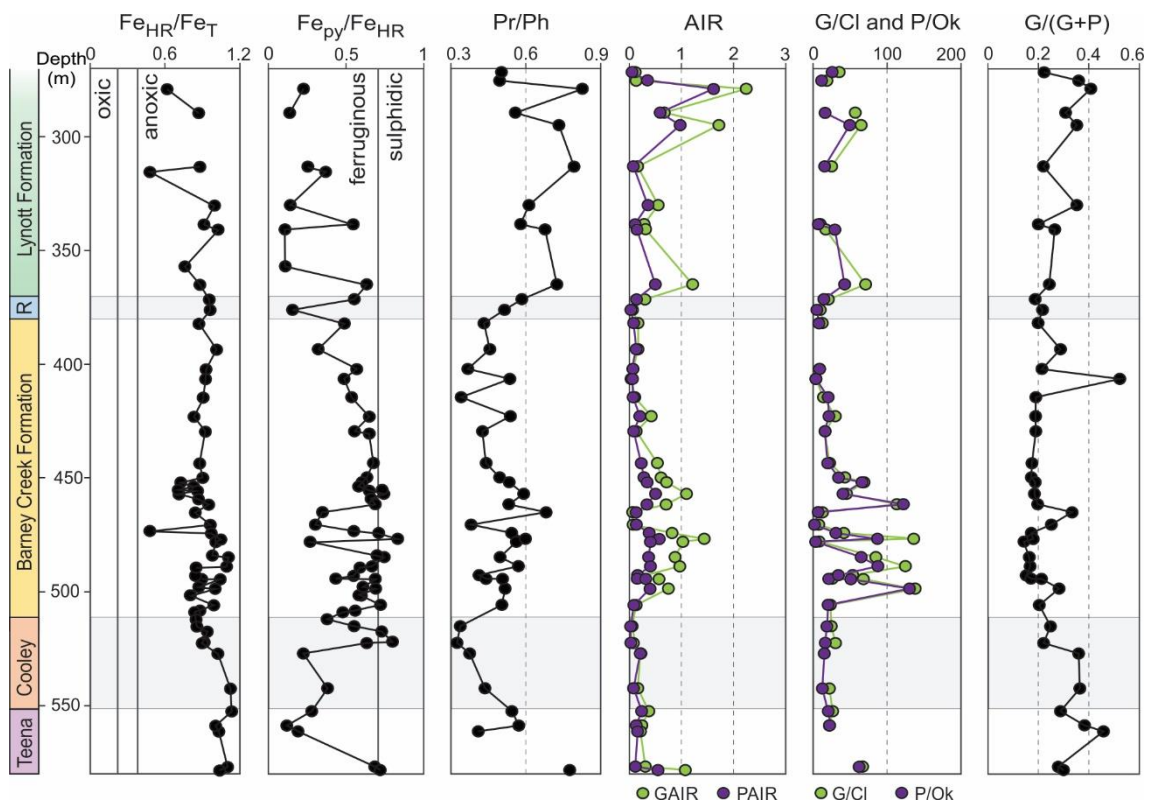 Fe_HR/Fe_T Fe_py/Fe_HR Pr/Ph AIR G/Cl and P/Ok G/(G+P)
Depth (m)
0 0.6 1.2 0 0.5 1 0.3 0.6 0.9 0 1 2 3 0 100 200 0 0.2 0.4 0.6
oxic
anoxic
ferruginous
sulphidic
300
350
400
450
500
550
Lynott Formation
R
Barney Creek Formation
Cooley
Teena
GAIR PAIR G/Cl P/Ok